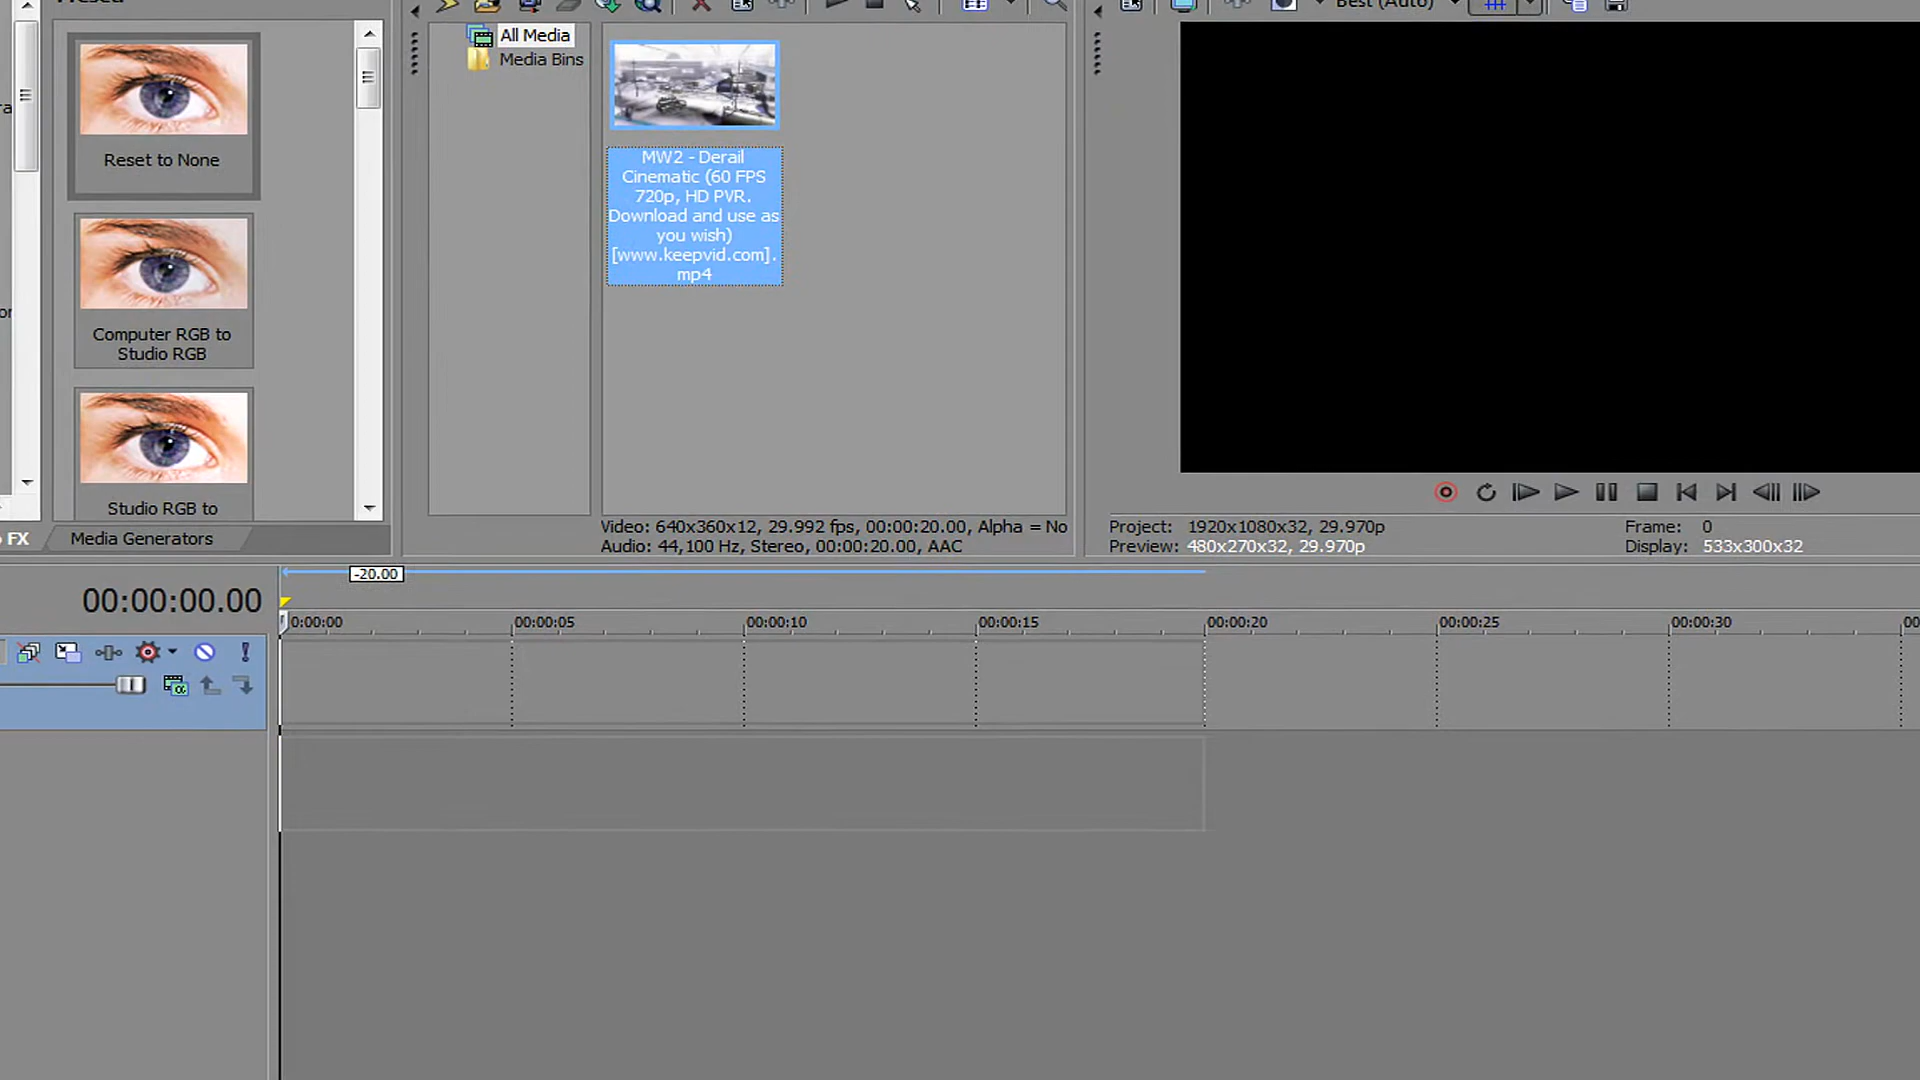 Best (Auto)
All Media
Media Bins
Reset to None
Computer RGB to
Studio RGB
Studio RGB to
FX
Media Generators
MW2 - Derail
Cinematic (60 FPS
720p, HD PVR.
Download and use as
you wish)
[www.keepvid.com].
mp4
Video: 640x360x12, 29.992 fps, 00:00:20.00, Alpha = No
Audio: 44,100 Hz, Stereo, 00:00:20.00, AAC
Project: 1920x1080x32, 29.970p
Preview: 480x270x32, 29.970p
Frame: 0
Display: 533x300x32
-20.00
00:00:00.00
0:00:00
00:00:05
00:00:10
00:00:15
00:00:20
00:00:25
00:00:30